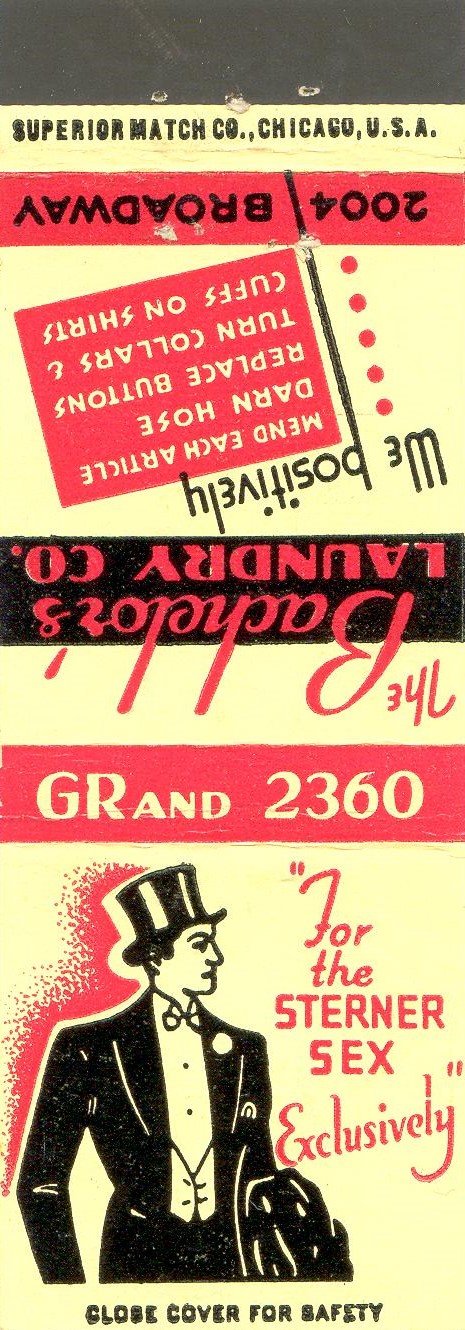 SUPERIOR MATCH CO., CHICAGO, U.S.A.
The Bachelors'
LAUNDRY CO.
We positively
MEND EACH ARTICLE
DARN HOSE
REPLACE BUTTONS
TURN COLLARS &
CUFFS ON SHIRTS
2004 BROADWAY
GRAND 2360
"For
the
STERNER
SEX
Exclusively"
CLOSE COVER FOR SAFETY